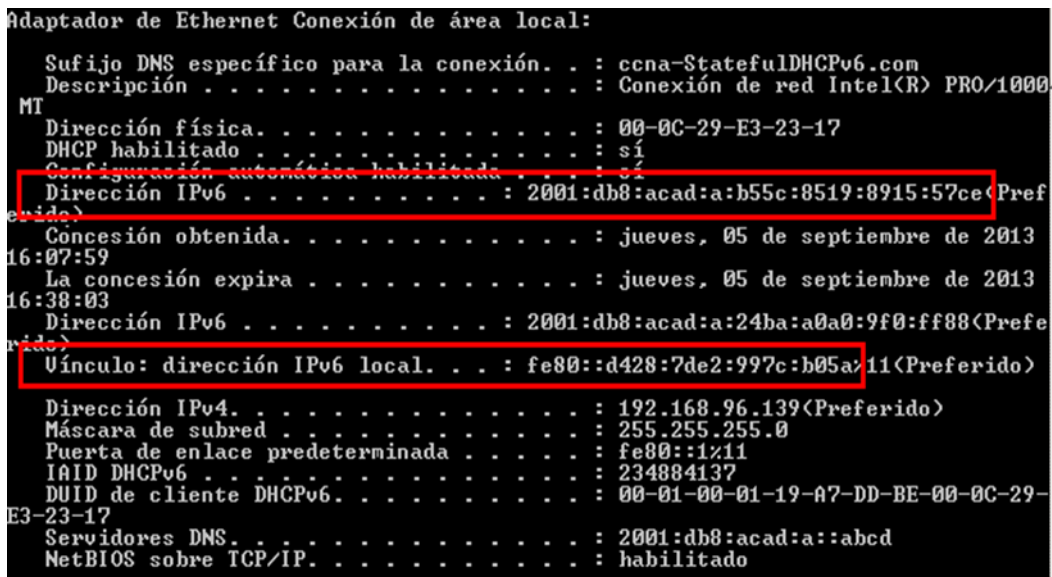 Adaptador de Ethernet Conexión de área local:
Sufijo DNS específico para la conexión. . : ccna-StatefulDHCPv6.com
Descripción . . . . . . . . . . . . . . . : Conexión de red Intel(R) PRO/1000
MT
Dirección física. . . . . . . . . . . . . : 00-0C-29-E3-23-17
DHCP habilitado . . . . . . . . . . . . . : sí
Configuración automática habilitada . . . : sí
Dirección IPv6 . . . . . . . . . . : 2001:db8:acad:a:b55c:8519:8915:57ce(Pref
erido)
Concesión obtenida. . . . . . . . . . . . : jueves, 05 de septiembre de 2013
16:07:59
La concesión expira . . . . . . . . . . . : jueves, 05 de septiembre de 2013
16:38:03
Dirección IPv6 . . . . . . . . . . : 2001:db8:acad:a:24ba:a0a0:9f0:ff88(Prefe
rido)
Vínculo: dirección IPv6 local. . . : fe80::d428:7de2:997c:b05a%11(Preferido)
Dirección IPv4. . . . . . . . . . . . . . : 192.168.96.139(Preferido)
Máscara de subred . . . . . . . . . . . . : 255.255.255.0
Puerta de enlace predeterminada . . . . . : fe80::1%11
IAID DHCPv6 . . . . . . . . . . . . . . . : 234884137
DUID de cliente DHCPv6. . . . . . . . . . : 00-01-00-01-19-A7-DD-BE-00-0C-29-
E3-23-17
Servidores DNS. . . . . . . . . . . . . . : 2001:db8:acad:a::abcd
NetBIOS sobre TCP/IP. . . . . . . . . . . : habilitado